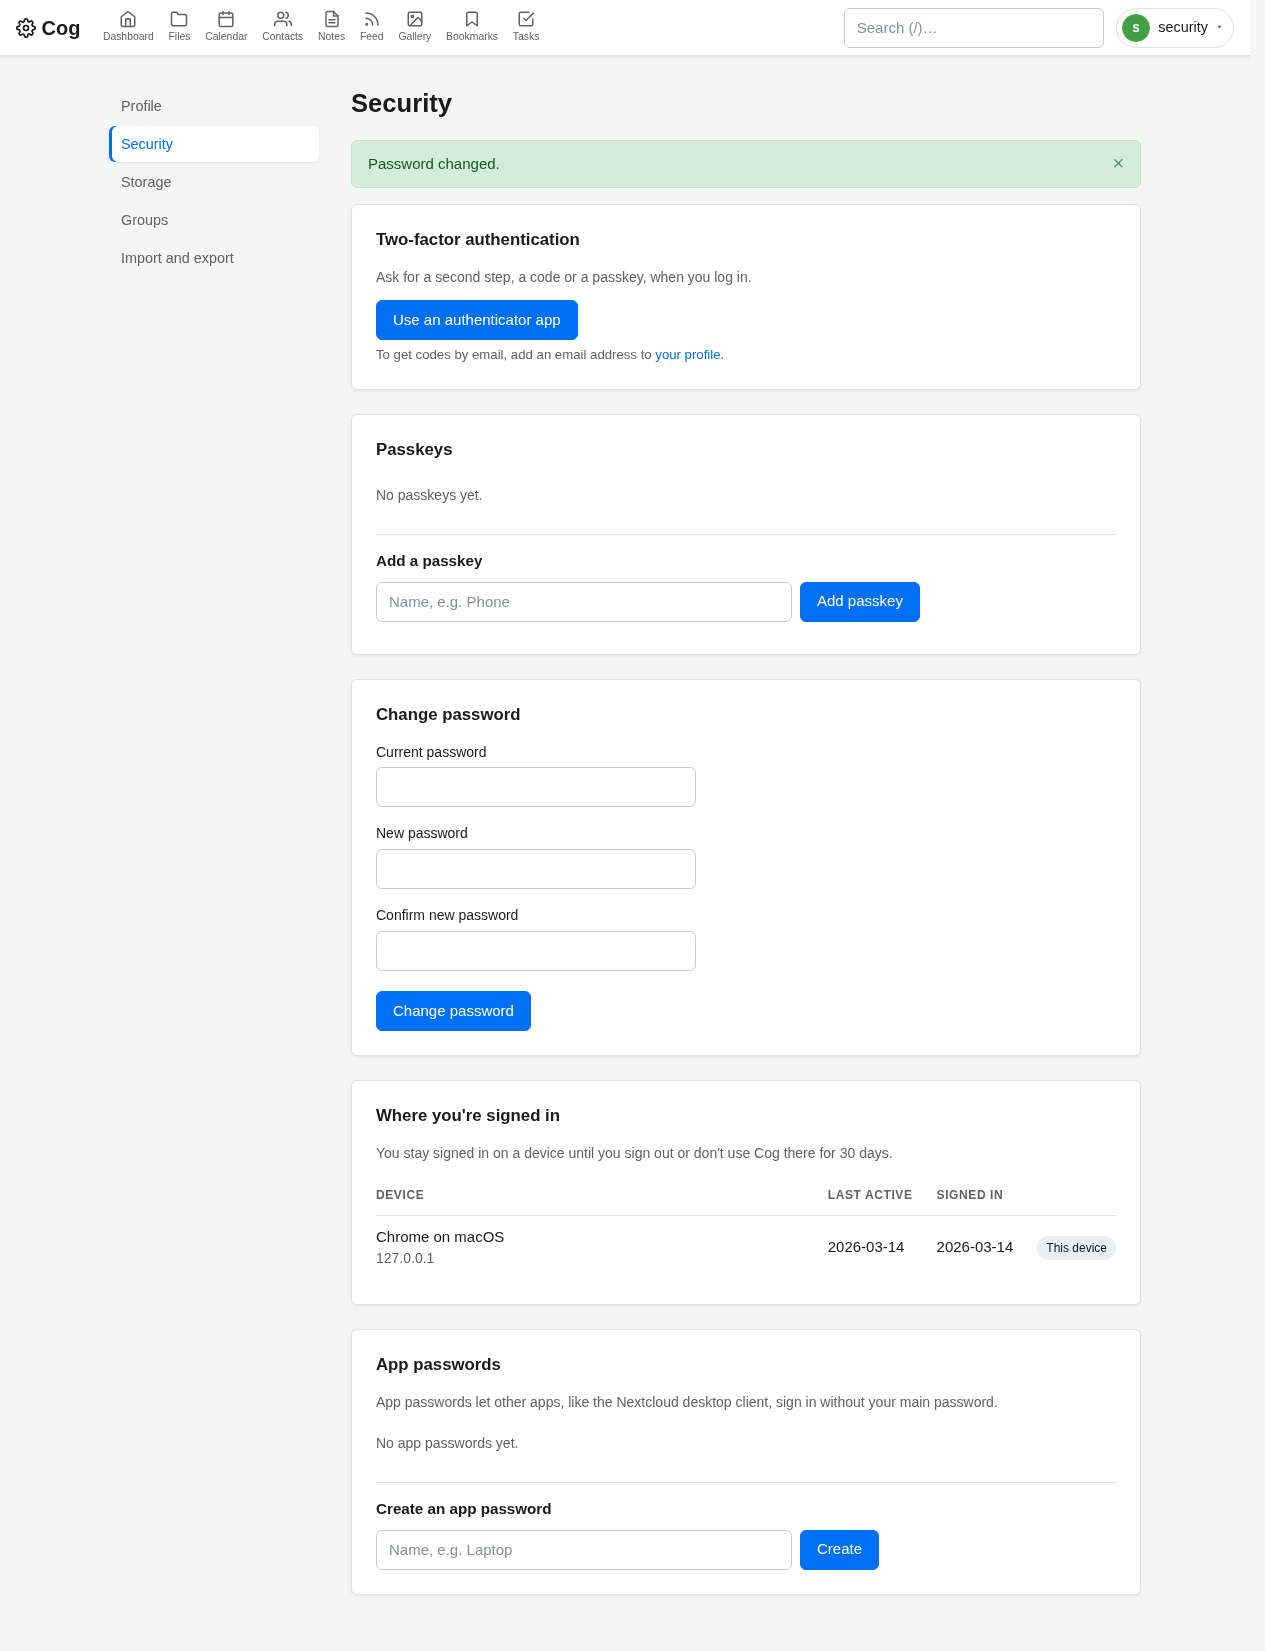 Cog
Dashboard Files Calendar Contacts Notes Feed Gallery Bookmarks Tasks
Search (/)…
S security
Profile
Security
Storage
Groups
Import and export
Security
Password changed. ×
Two-factor authentication
Ask for a second step, a code or a passkey, when you log in.
Use an authenticator app
To get codes by email, add an email address to your profile.
Passkeys
No passkeys yet.
Add a passkey
Name, e.g. Phone Add passkey
Change password
Current password
New password
Confirm new password
Change password
Where you're signed in
You stay signed in on a device until you sign out or don't use Cog there for 30 days.
DEVICE LAST ACTIVE SIGNED IN
Chrome on macOS
127.0.0.1
2026-03-14 2026-03-14 This device
App passwords
App passwords let other apps, like the Nextcloud desktop client, sign in without your main password.
No app passwords yet.
Create an app password
Name, e.g. Laptop Create